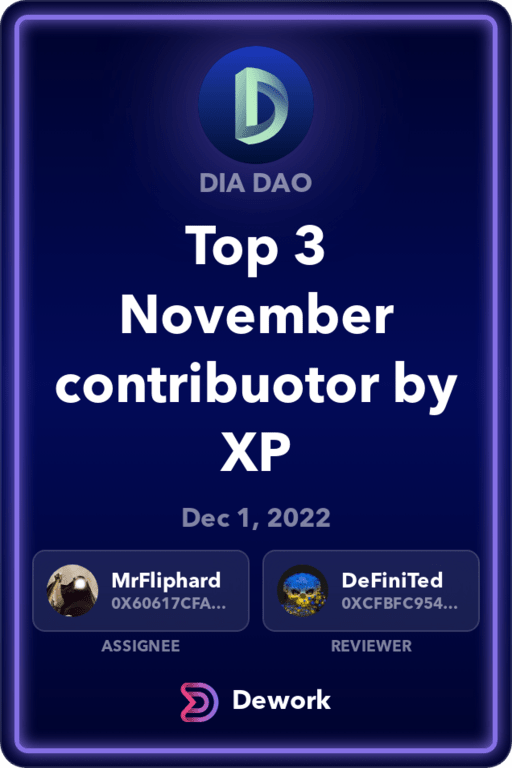 DIA DAO
Top 3
November
contribuotor by
XP
Dec 1, 2022
MrFliphard
0X60617CFA...
DeFiniTed
0XCFBFC954...
ASSIGNEE
REVIEWER
Dework